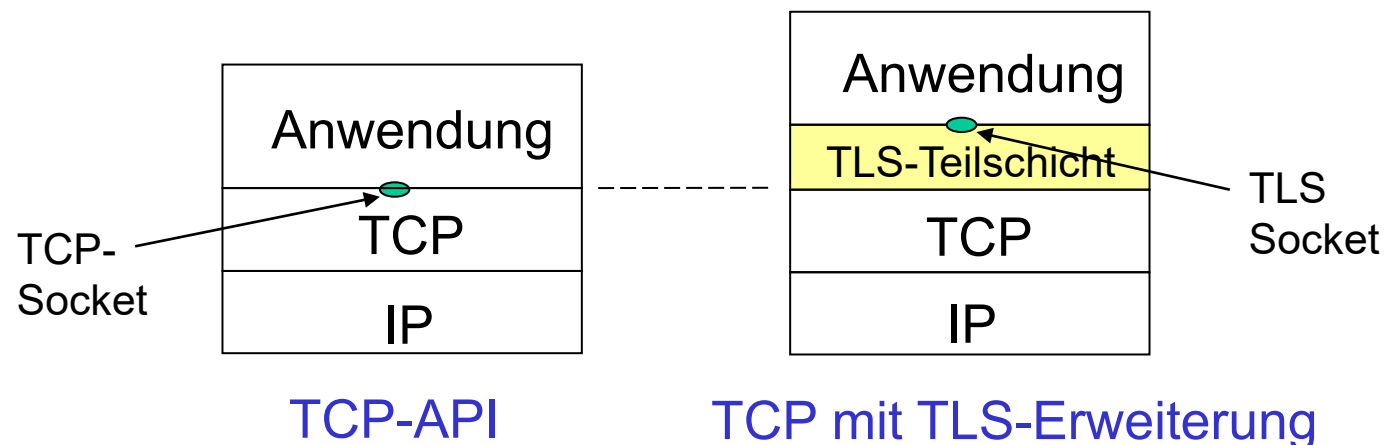 Anwendung
TCP
IP
TCP-
Socket
TCP-API
Anwendung
TLS-Teilschicht
TCP
IP
TLS
Socket
TCP mit TLS-Erweiterung